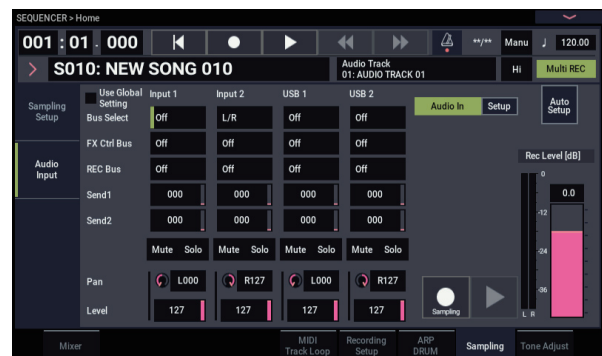 SEQUENCER > Home
001 : 01 . 000 **/** Manu ♩ 120.00
> S010: NEW SONG 010 Audio Track Hi Multi REC
01: AUDIO TRACK 01
Sampling Setup
Audio Input
Use Global Setting Input 1 Input 2 USB 1 USB 2
Bus Select Off L/R Off Off
FX Ctrl Bus Off Off Off Off
REC Bus Off Off Off Off
Send1 000 000 000 000
Send2 000 000 000 000
Mute Solo Mute Solo Mute Solo Mute Solo
Pan L000 R127 L000 R127
Level 127 127 127 127
Audio In Setup
Auto Setup
Rec Level [dB]
0 0.0
-12
-24
-36
L R
Sampling
Mixer MIDI Track Loop Recording Setup ARP DRUM Sampling Tone Adjust